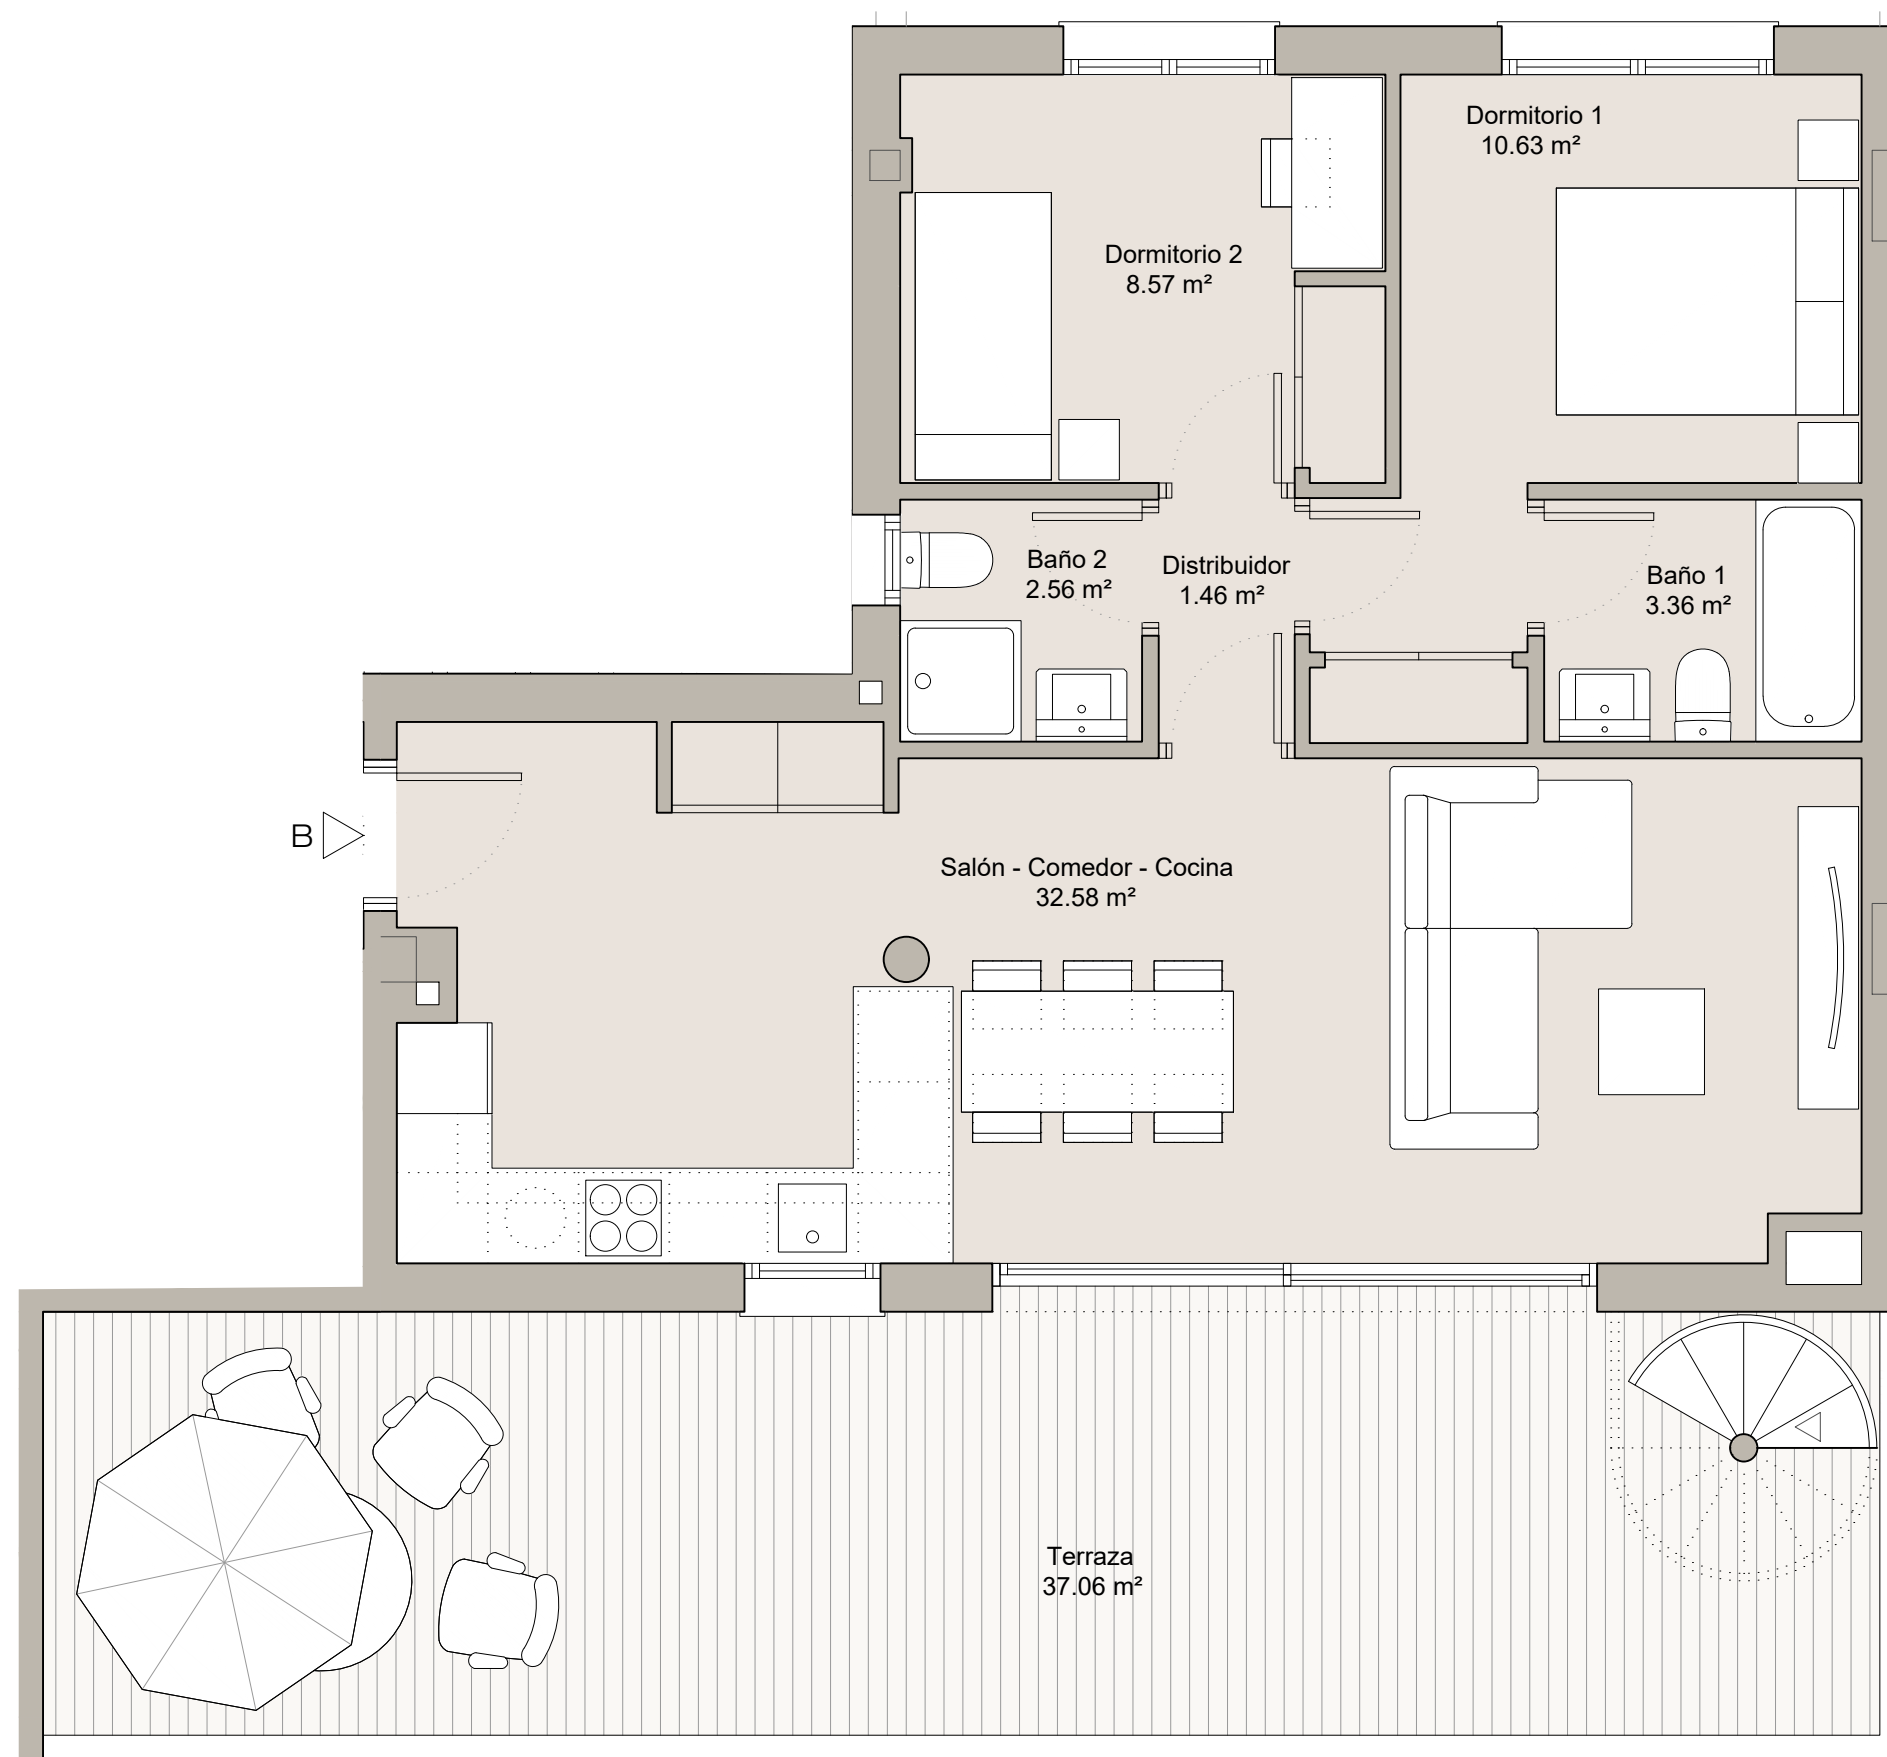 Dormitorio 1
10.63 m²
Dormitorio 2
8.57 m²
Baño 2
2.56 m²
Distribuidor
1.46 m²
Baño 1
3.36 m²
B
Salón - Comedor - Cocina
32.58 m²
Terraza
37.06 m²